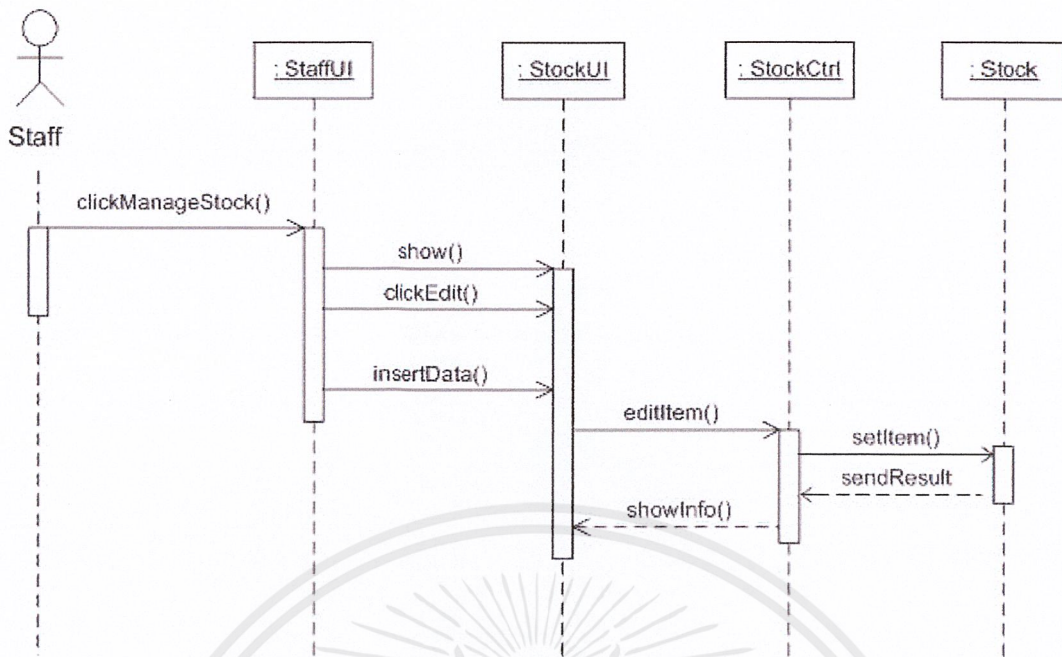 : StaffUI
: StockUI
: StockCtrl
: Stock
Staff
clickManageStock()
show()
clickEdit()
insertData()
editItem()
setItem()
sendResult
showInfo()